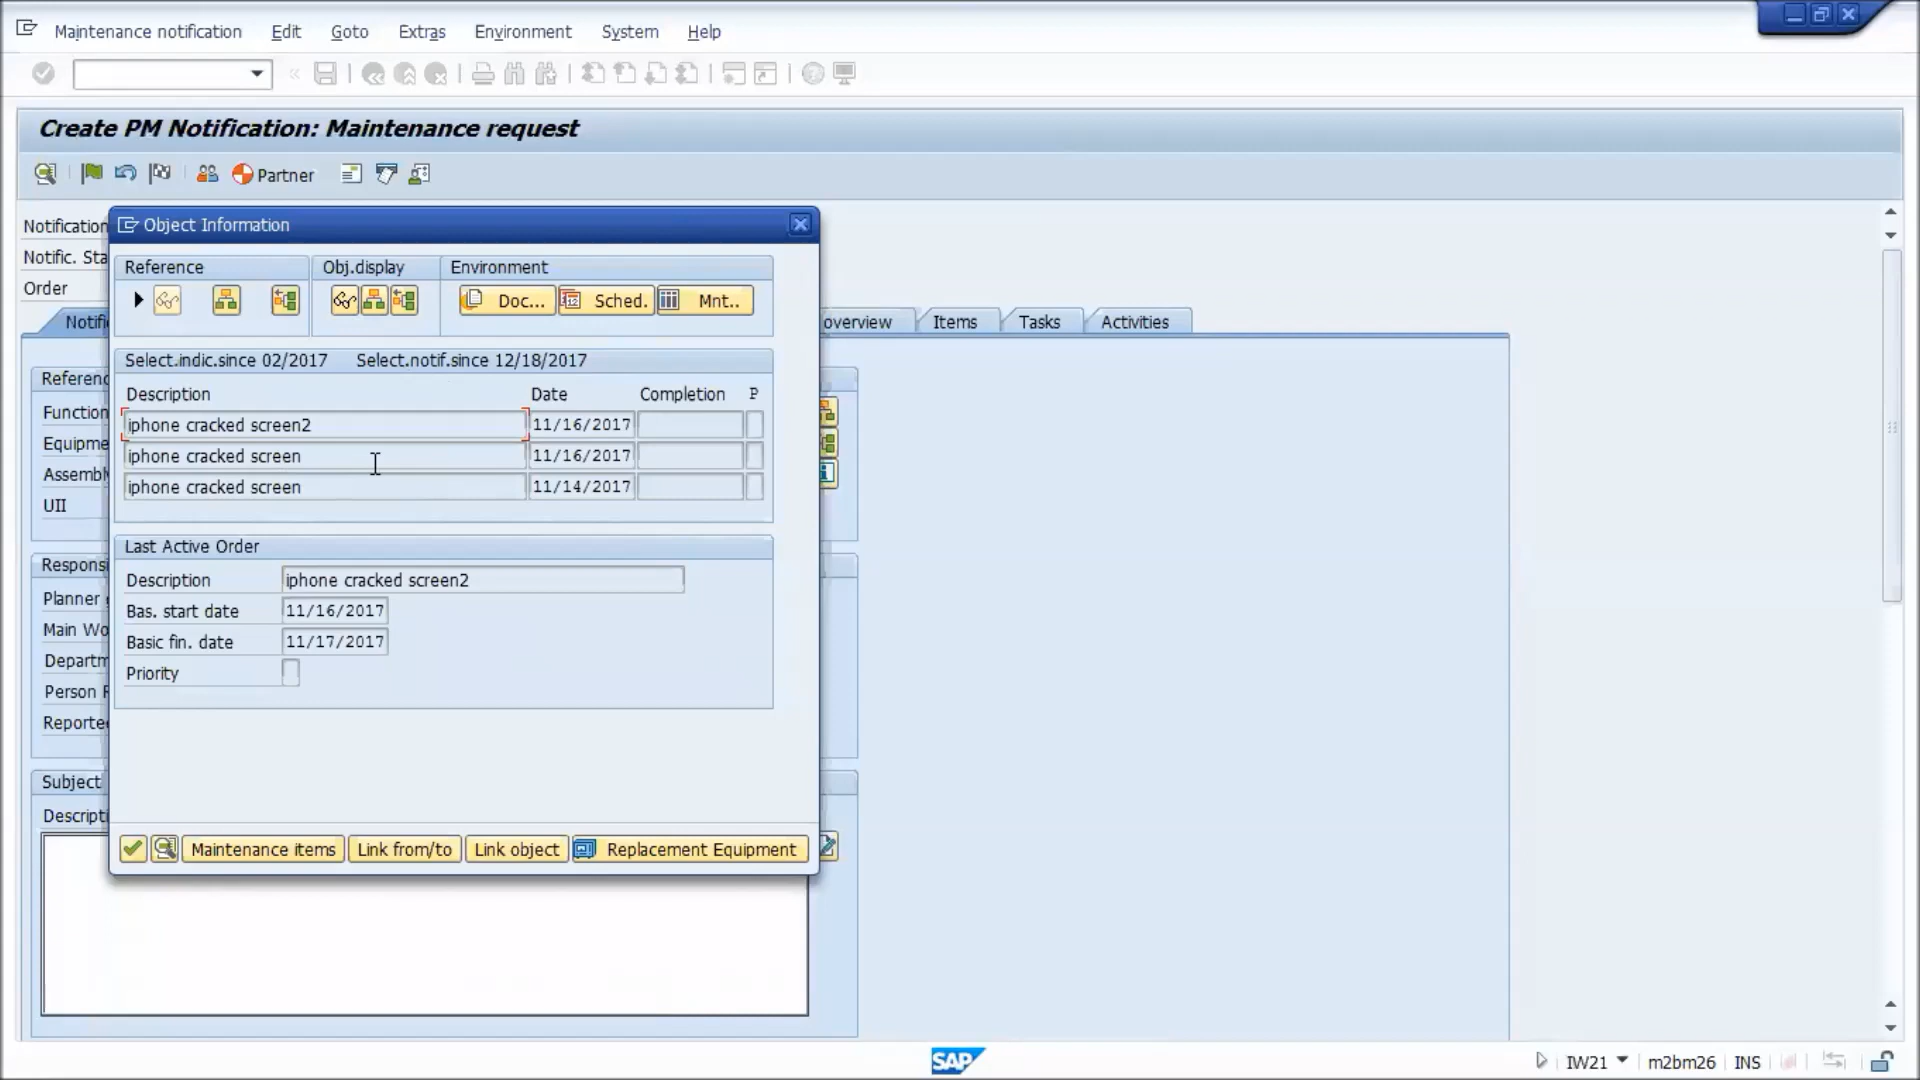 Maintenance notification Edit Goto Extras Environment System Help
Create PM Notification: Maintenance request
Partner
Notification
Notific. Sta
Order
Object Information
Reference Obj.display Environment
Doc... Sched. Mnt..
Notifi overview Items Tasks Activities
Select.indic.since 02/2017 Select.notif.since 12/18/2017
Referenc
Description Date Completion P
Function
iphone cracked screen2 11/16/2017
Equipme
iphone cracked screen 11/16/2017
Assembl
iphone cracked screen 11/14/2017
UII
Last Active Order
Responsi
Description iphone cracked screen2
Planner
Bas. start date 11/16/2017
Main Wo
Basic fin. date 11/17/2017
Departm
Priority
Person R
Reporte
Subject
Descripti
Maintenance items Link from/to Link object Replacement Equipment
SAP IW21 m2bm26 INS